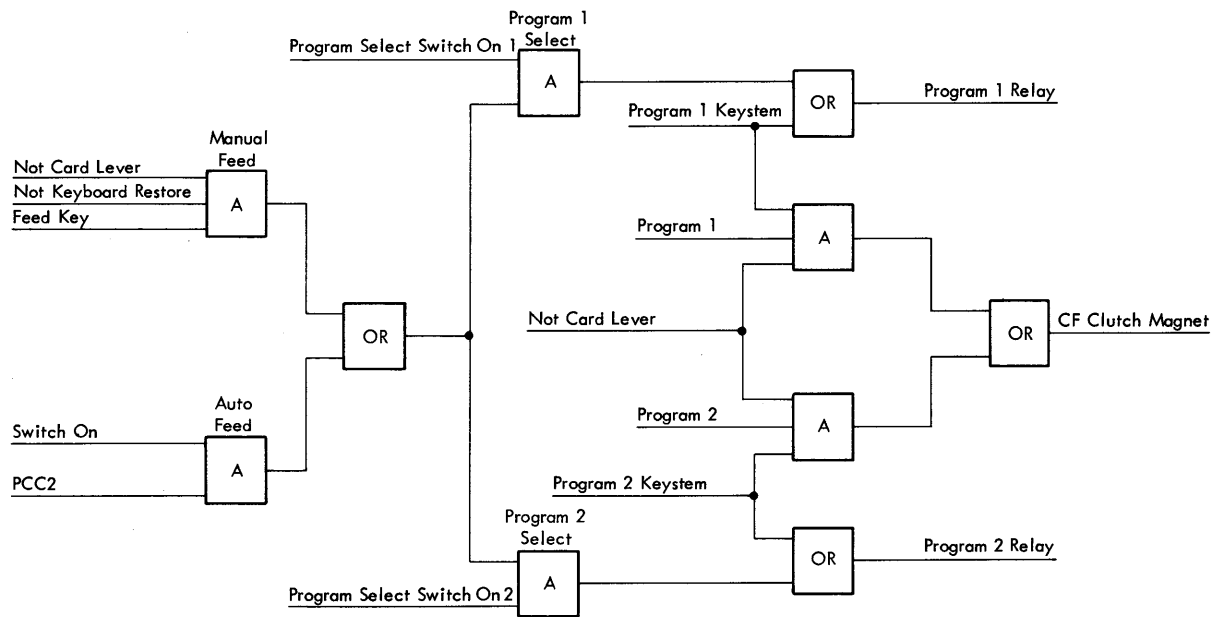 Program 1
Select
Program Select Switch On 1
A
OR
Program 1 Relay
Program 1 Keystem
Manual
Feed
Not Card Lever
Not Keyboard Restore
Feed Key
A
Program 1
A
Not Card Lever
OR
OR
CF Clutch Magnet
Auto
Feed
Switch On
PCC2
A
Program 2
A
Program 2 Keystem
Program 2
Select
A
OR
Program 2 Relay
Program Select Switch On 2